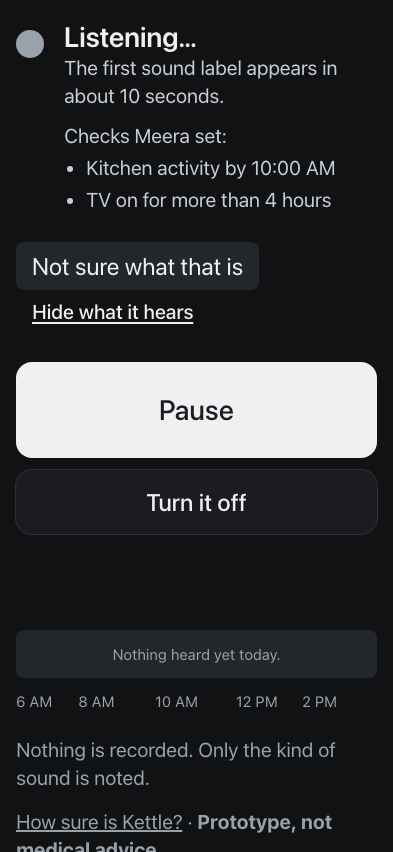 Listening…
The first sound label appears in
about 10 seconds.
Checks Meera set:
• Kitchen activity by 10:00 AM
• TV on for more than 4 hours
Not sure what that is
Hide what it hears
Pause
Turn it off
Nothing heard yet today.
6 AM 8 AM 10 AM 12 PM 2 PM
Nothing is recorded. Only the kind of
sound is noted.
How sure is Kettle? · Prototype, not
medical advice